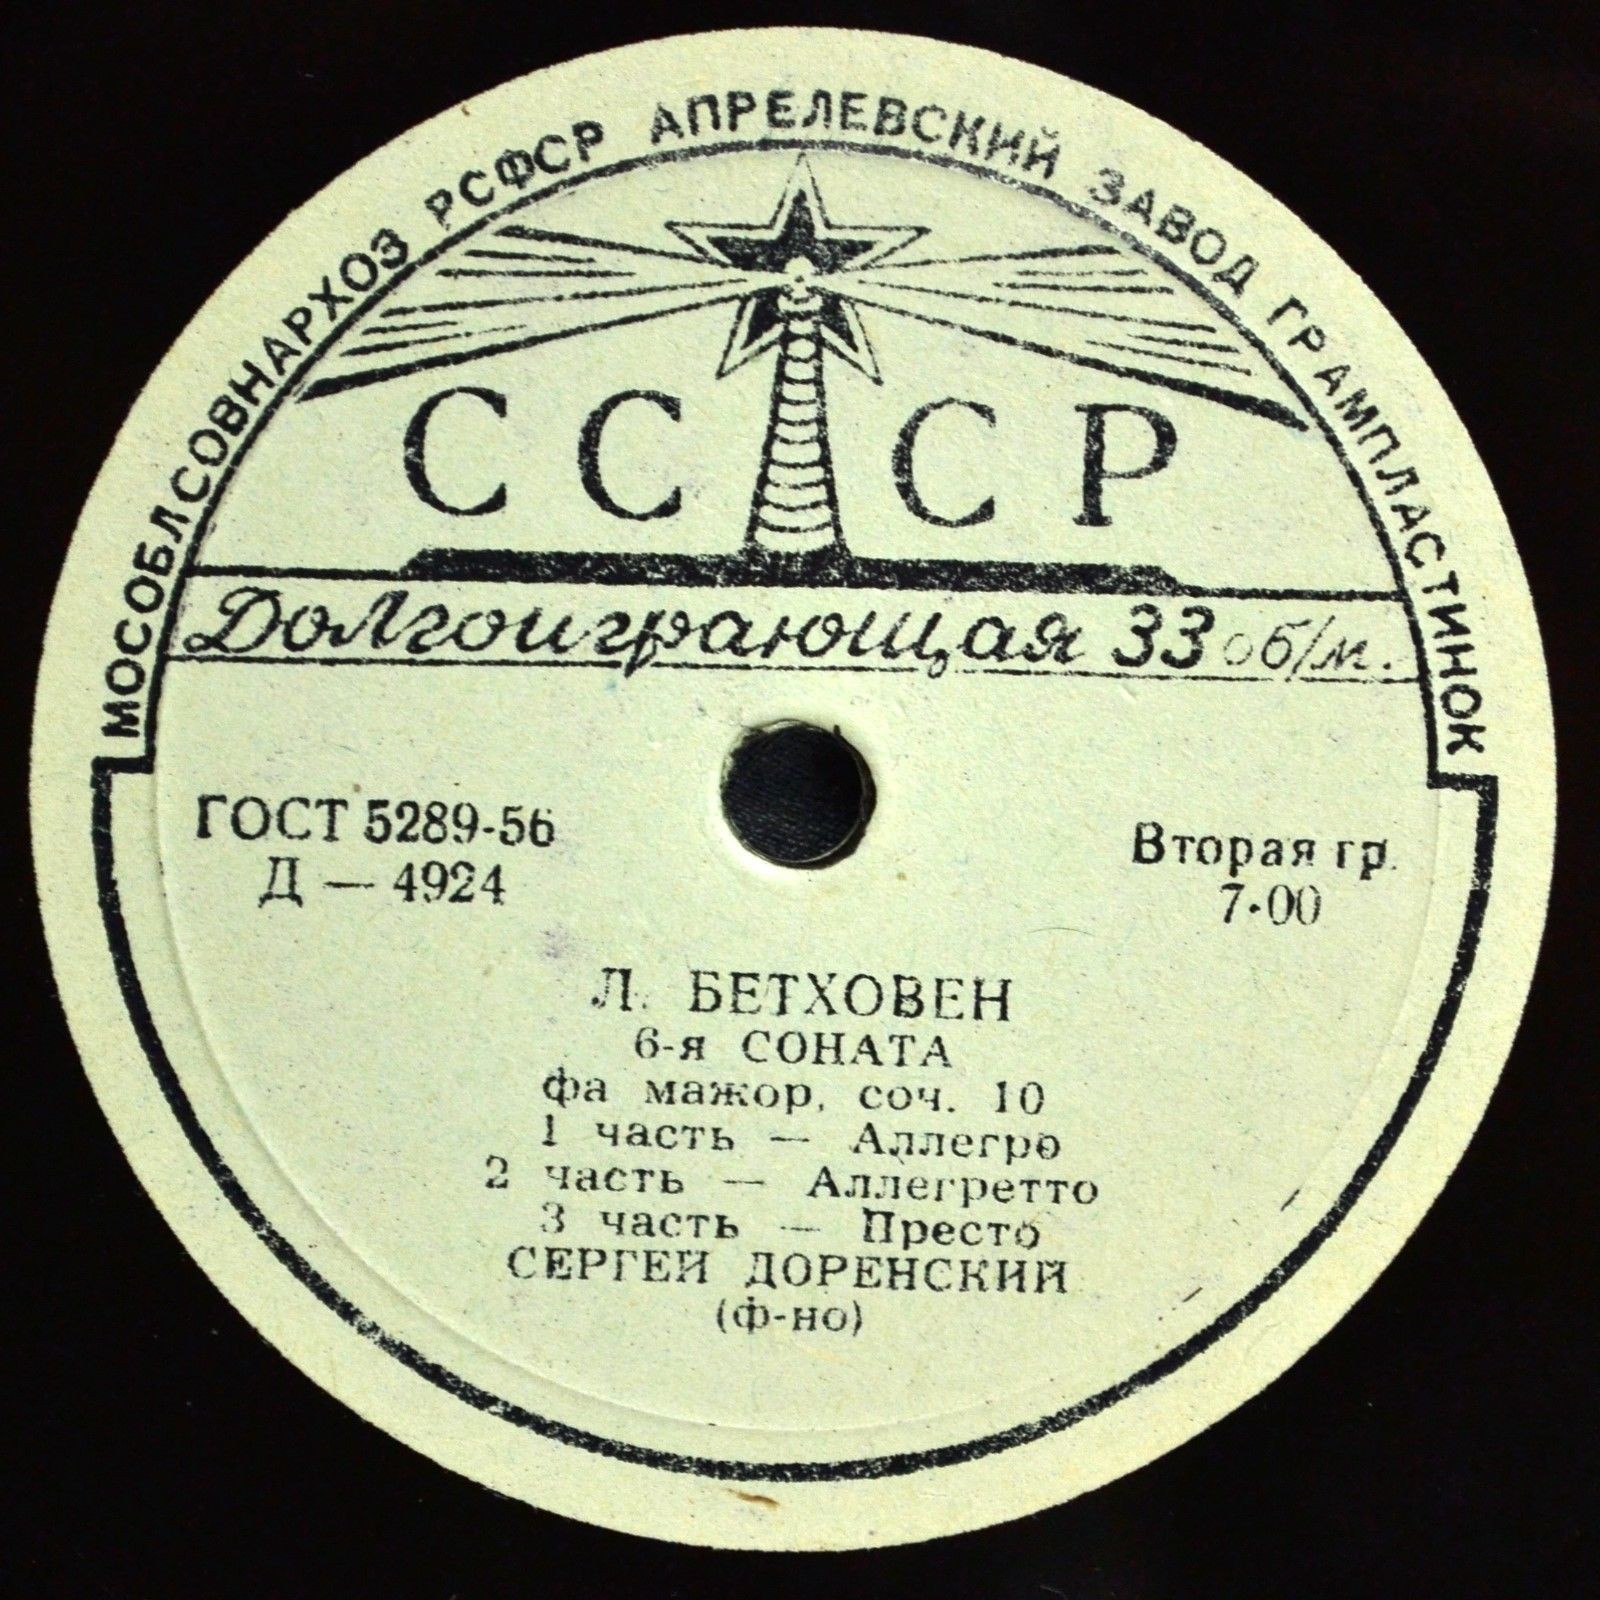 МОСОБЛСОВНАРХОЗ РСФСР АПРЕЛЕВСКИЙ ЗАВОД ГРАМПЛАСТИНОК
СССР
Долгоиграющая 33 об/м.
ГОСТ 5289-56
Д — 4924
Вторая гр.
7-00
Л. БЕТХОВЕН
6-я СОНАТА
фа мажор, соч. 10
1 часть — Аллегро
2 часть — Аллегретто
3 часть — Престо
СЕРГЕЙ ДОРЕНСКИЙ
(ф-но)